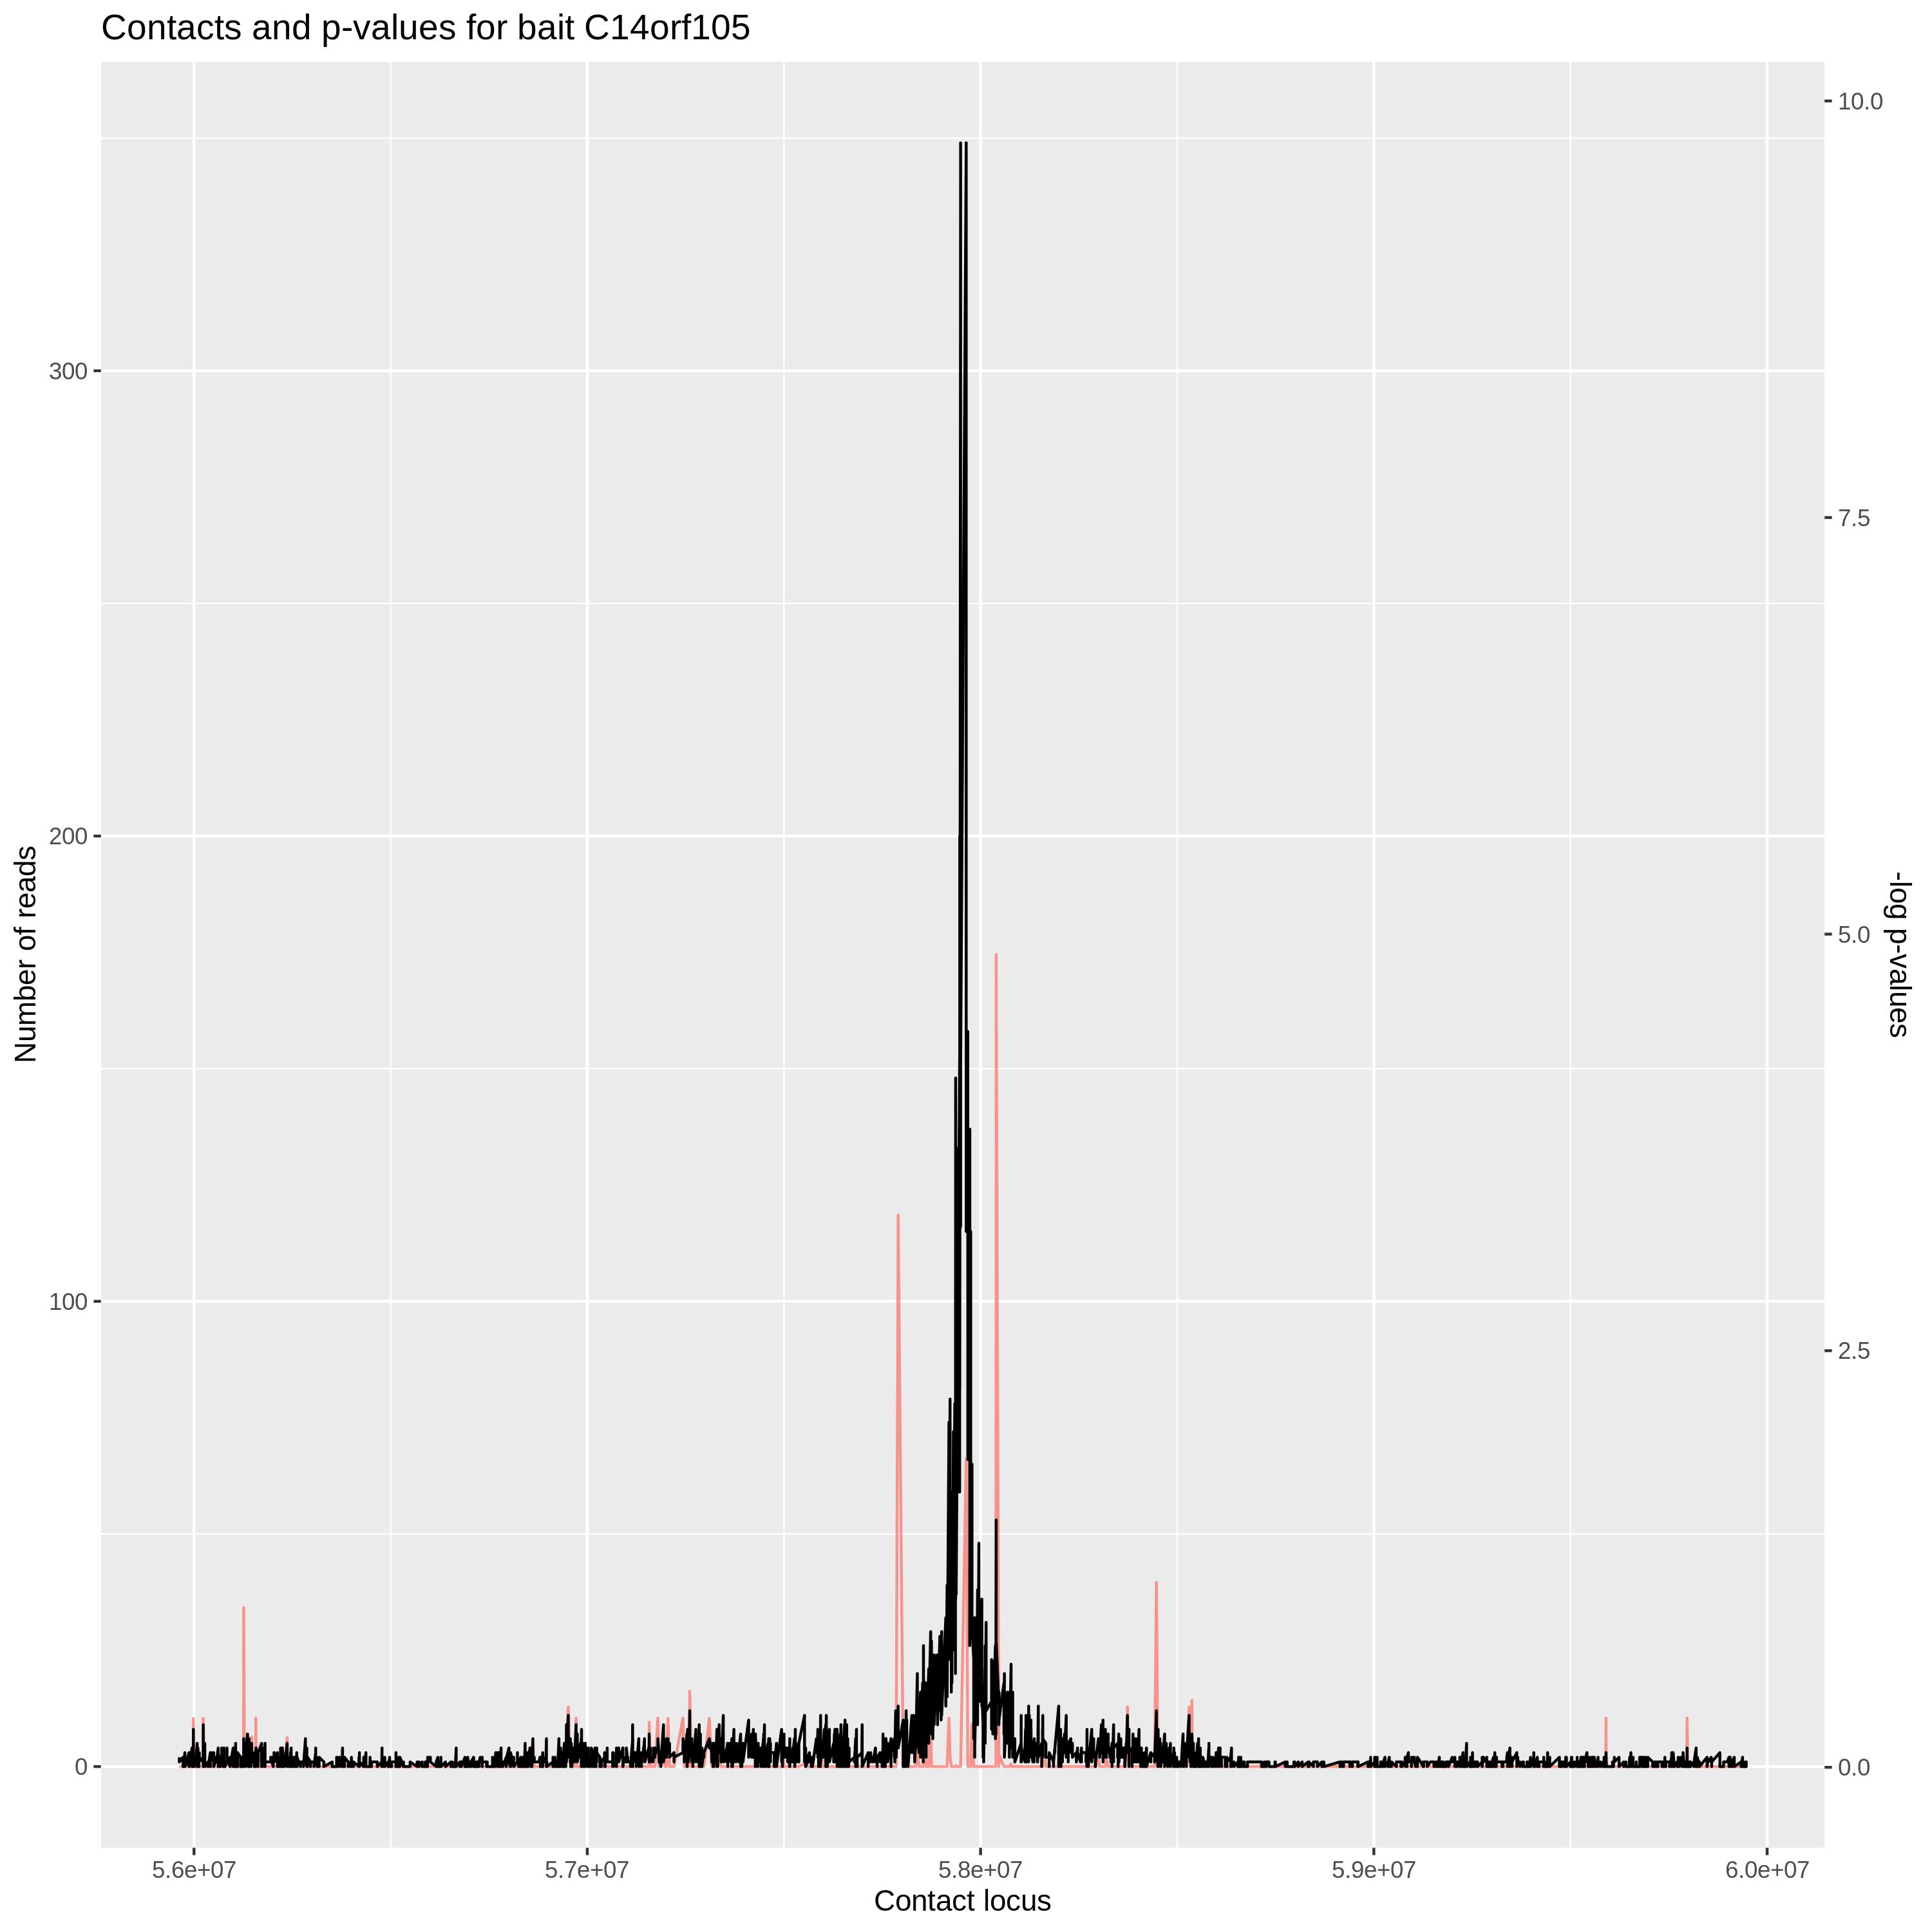 Contacts and p-values for bait C14orf105
10.0
7.5
5.0
2.5
0.0
300
200
100
0
Number of reads
-log p-values
5.6e+07 5.7e+07 5.8e+07 5.9e+07 6.0e+07
Contact locus